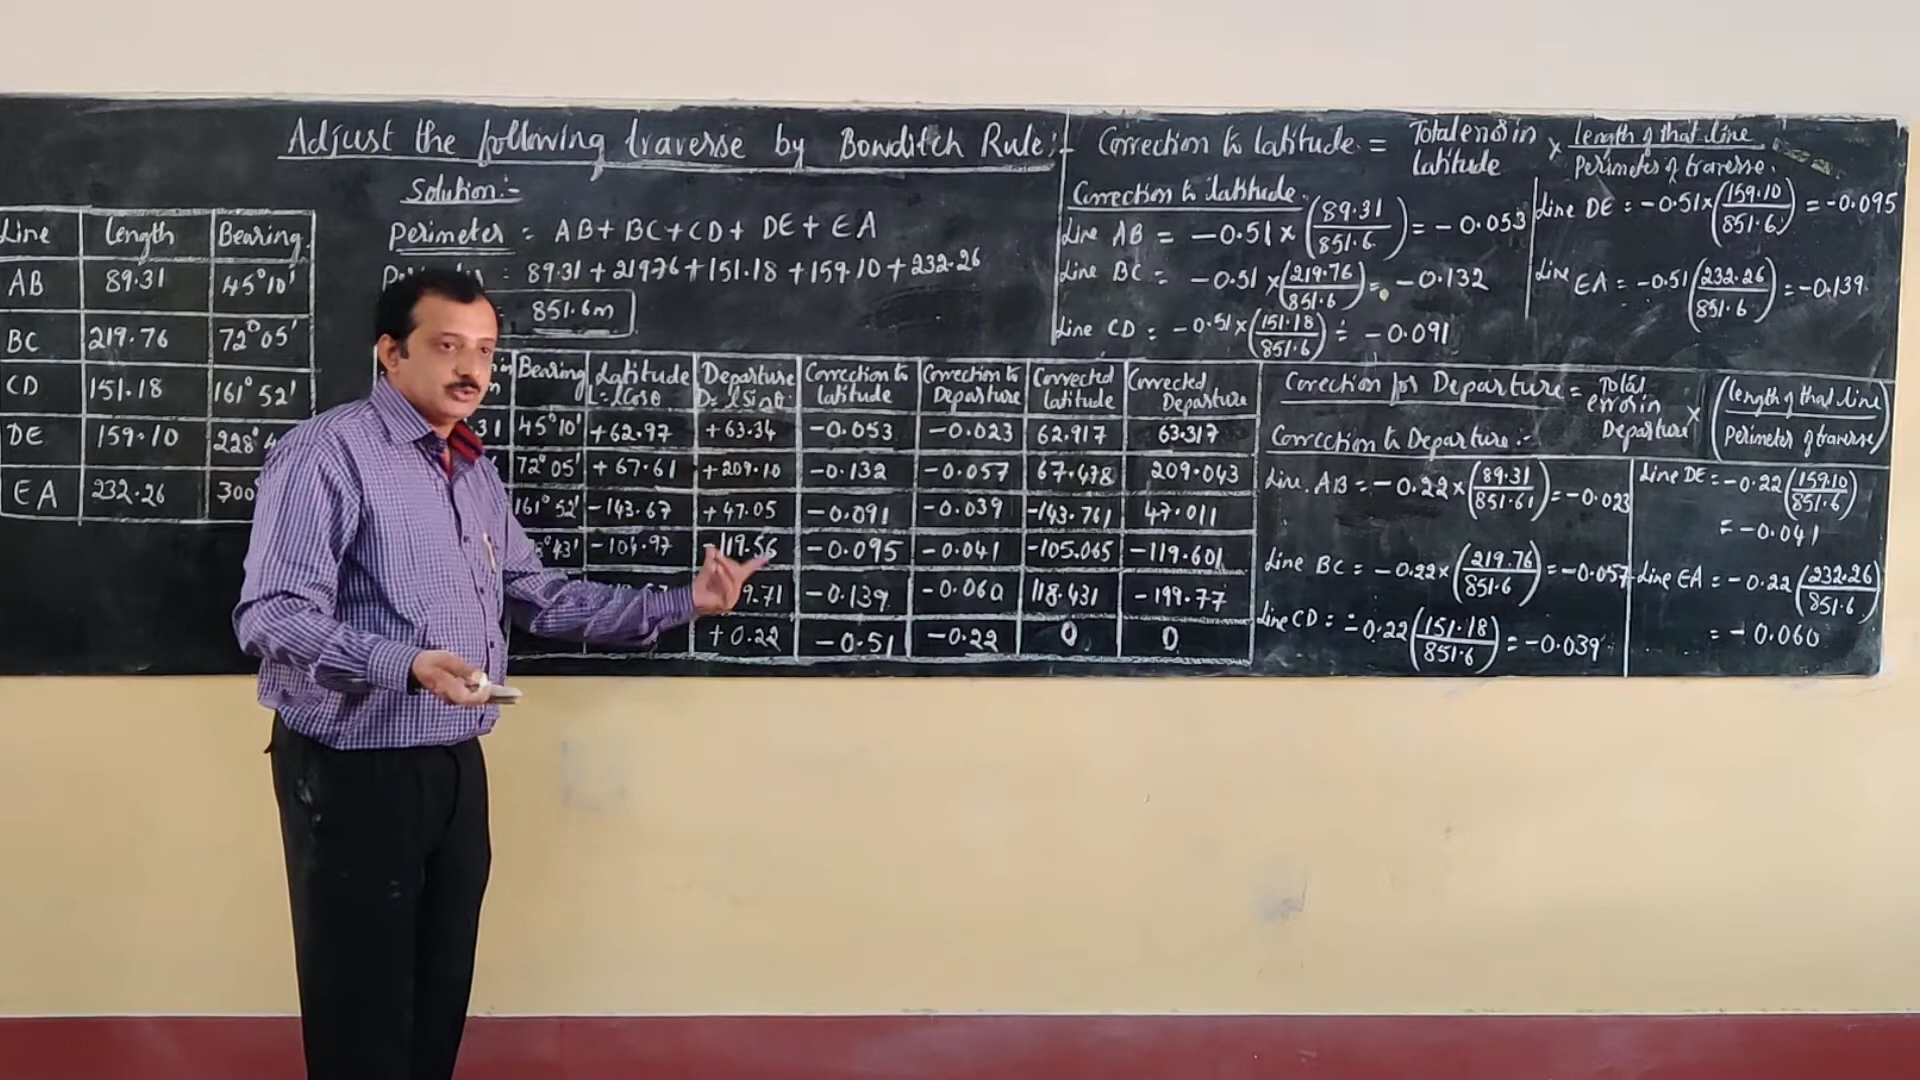 Adjust the following traverse by Bowditch Rule:-
Solution:-
Perimeter = AB + BC + CD + DE + EA
= 89.31 + 219.76 + 151.18 + 159.10 + 232.26
= 851.6m
Line Length Bearing
AB 89.31 45°10'
BC 219.76 72°05'
CD 151.18 161°52'
DE 159.10 228°4
EA 232.26 300°
Bearing Latitude L=lCosθ Departure D=lSinθ Correction to latitude Correction to Departure Corrected latitude Corrected Departure
31 45°10' +62.97 +63.34 -0.053 -0.023 62.917 63.317
72°05' +67.61 +209.10 -0.132 -0.057 67.478 209.043
161°52' -143.67 +47.05 -0.091 -0.039 -143.761 47.011
8°43' -104.97 -119.56 -0.095 -0.041 -105.065 -119.601
9.71 -0.139 -0.060 118.431 -199.77
+0.22 -0.51 -0.22 0 0
Correction to latitude = Total error in latitude × length of that line / Perimeter of traverse.
Correction to latitude.
Line AB = -0.51 × (89.31/851.6) = -0.053
Line BC = -0.51 × (219.76/851.6) = -0.132
Line CD = -0.51 × (151.18/851.6) = -0.091
Line DE = -0.51 × (159.10/851.6) = -0.095
Line EA = -0.51 (232.26/851.6) = -0.139
Correction for Departure = Total error in Departure × (length of that line / Perimeter of traverse)
Correction to Departure:-
Line. AB = -0.22 × (89.31/851.61) = -0.023
Line BC = -0.22 × (219.76/851.6) = -0.057
Line CD = -0.22 (151.18/851.6) = -0.039
Line DE = -0.22 (159.10/851.6)
= -0.041
Line EA = -0.22 (232.26/851.6)
= -0.060